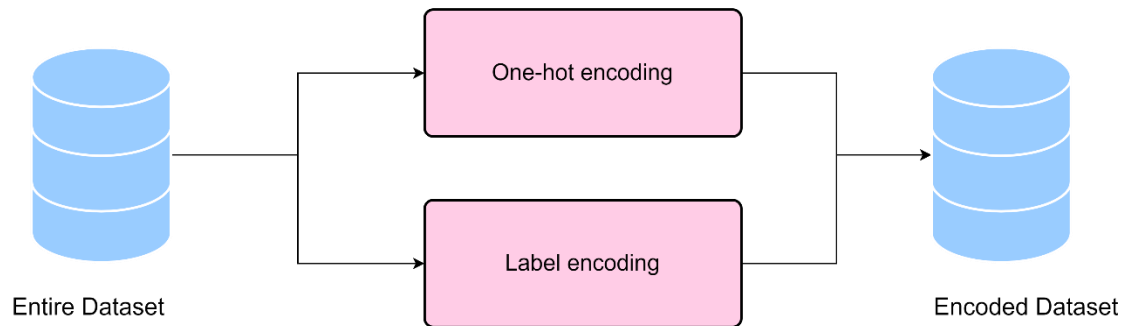 One-hot encoding
Label encoding
Entire Dataset
Encoded Dataset